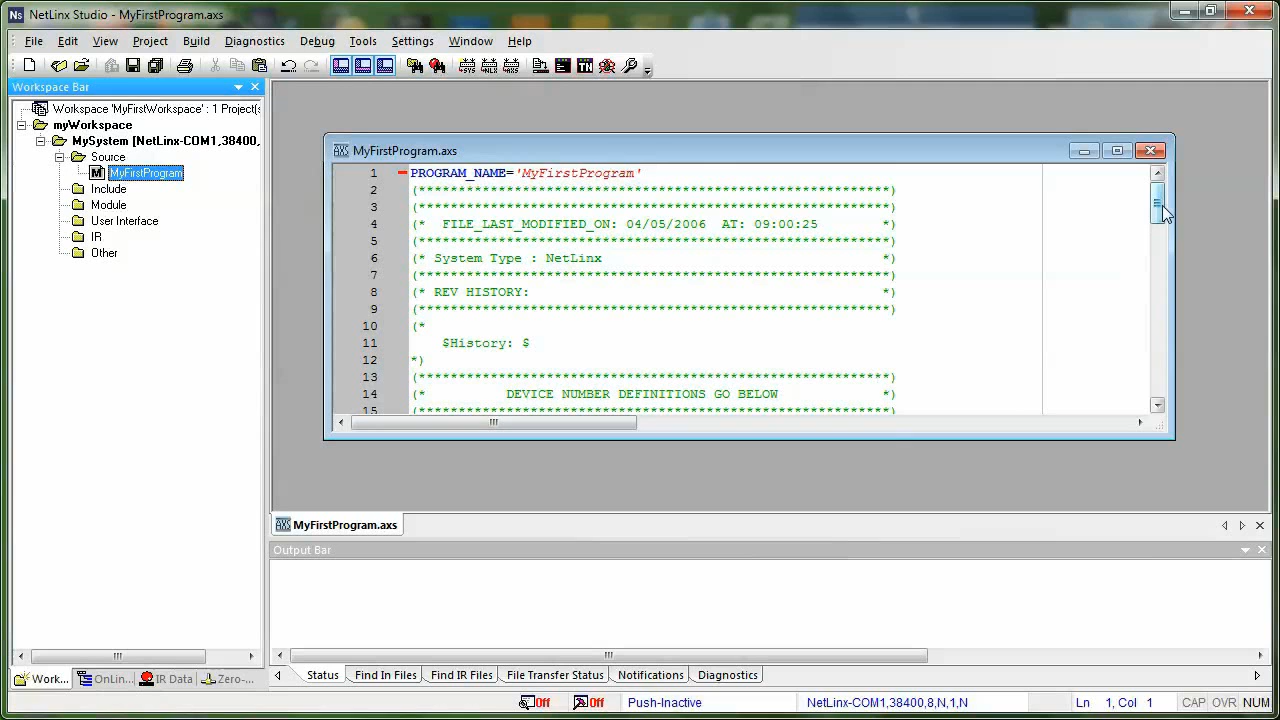 NetLinx Studio - MyFirstProgram.axs
File Edit View Project Build Diagnostics Debug Tools Settings Window Help
Workspace Bar
Workspace 'MyFirstWorkspace' : 1 Project(s
myWorkspace
MySystem [NetLinx-COM1,38400,
Source
MyFirstProgram
Include
Module
User Interface
IR
Other
MyFirstProgram.axs
1 PROGRAM_NAME='MyFirstProgram'
2 (***********************************************************)
3 (***********************************************************)
4 (*  FILE_LAST_MODIFIED_ON: 04/05/2006  AT: 09:00:25        *)
5 (***********************************************************)
6 (* System Type : NetLinx                                   *)
7 (***********************************************************)
8 (* REV HISTORY:                                            *)
9 (***********************************************************)
10 (*
11     $History: $
12 *)
13 (***********************************************************)
14 (*          DEVICE NUMBER DEFINITIONS GO BELOW             *)
15 (***********************************************************)
MyFirstProgram.axs
Output Bar
Work... OnLin... IR Data Zero-...
Status Find In Files Find IR Files File Transfer Status Notifications Diagnostics
Off Off Push-Inactive NetLinx-COM1,38400,8,N,1,N Ln 1, Col 1 CAP OVR NUM